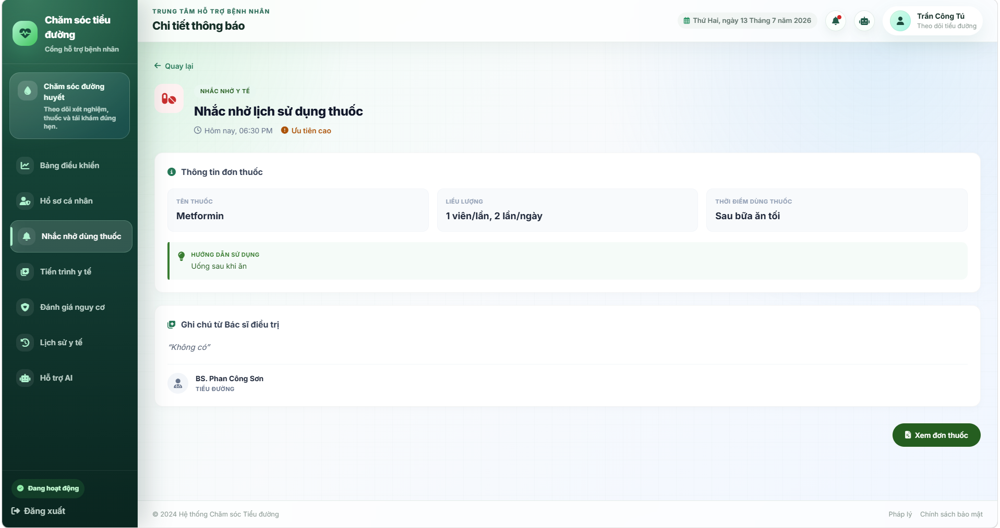 Chăm sóc tiểu
đường
Cổng hỗ trợ bệnh nhân
Chăm sóc đường
huyết
Theo dõi xét nghiệm,
thuốc và tái khám đúng
hẹn.
Bảng điều khiển
Hồ sơ cá nhân
Nhắc nhở dùng thuốc
Tiến trình y tế
Đánh giá nguy cơ
Lịch sử y tế
Hỗ trợ AI
Đang hoạt động
Đăng xuất
TRUNG TÂM HỖ TRỢ BỆNH NHÂN
Chi tiết thông báo
Thứ Hai, ngày 13 Tháng 7 năm 2026
Trần Công Tú
Theo dõi tiểu đường
Quay lại
NHẮC NHỞ Y TẾ
Nhắc nhở lịch sử dụng thuốc
Hôm nay, 06:30 PM
Ưu tiên cao
Thông tin đơn thuốc
TÊN THUỐC
Metformin
LIỀU LƯỢNG
1 viên/lần, 2 lần/ngày
THỜI ĐIỂM DÙNG THUỐC
Sau bữa ăn tối
HƯỚNG DẪN SỬ DỤNG
Uống sau khi ăn
Ghi chú từ Bác sĩ điều trị
“Không có”
BS. Phan Công Sơn
TIỂU ĐƯỜNG
Xem đơn thuốc
© 2024 Hệ thống Chăm sóc Tiểu đường
Pháp lý
Chính sách bảo mật